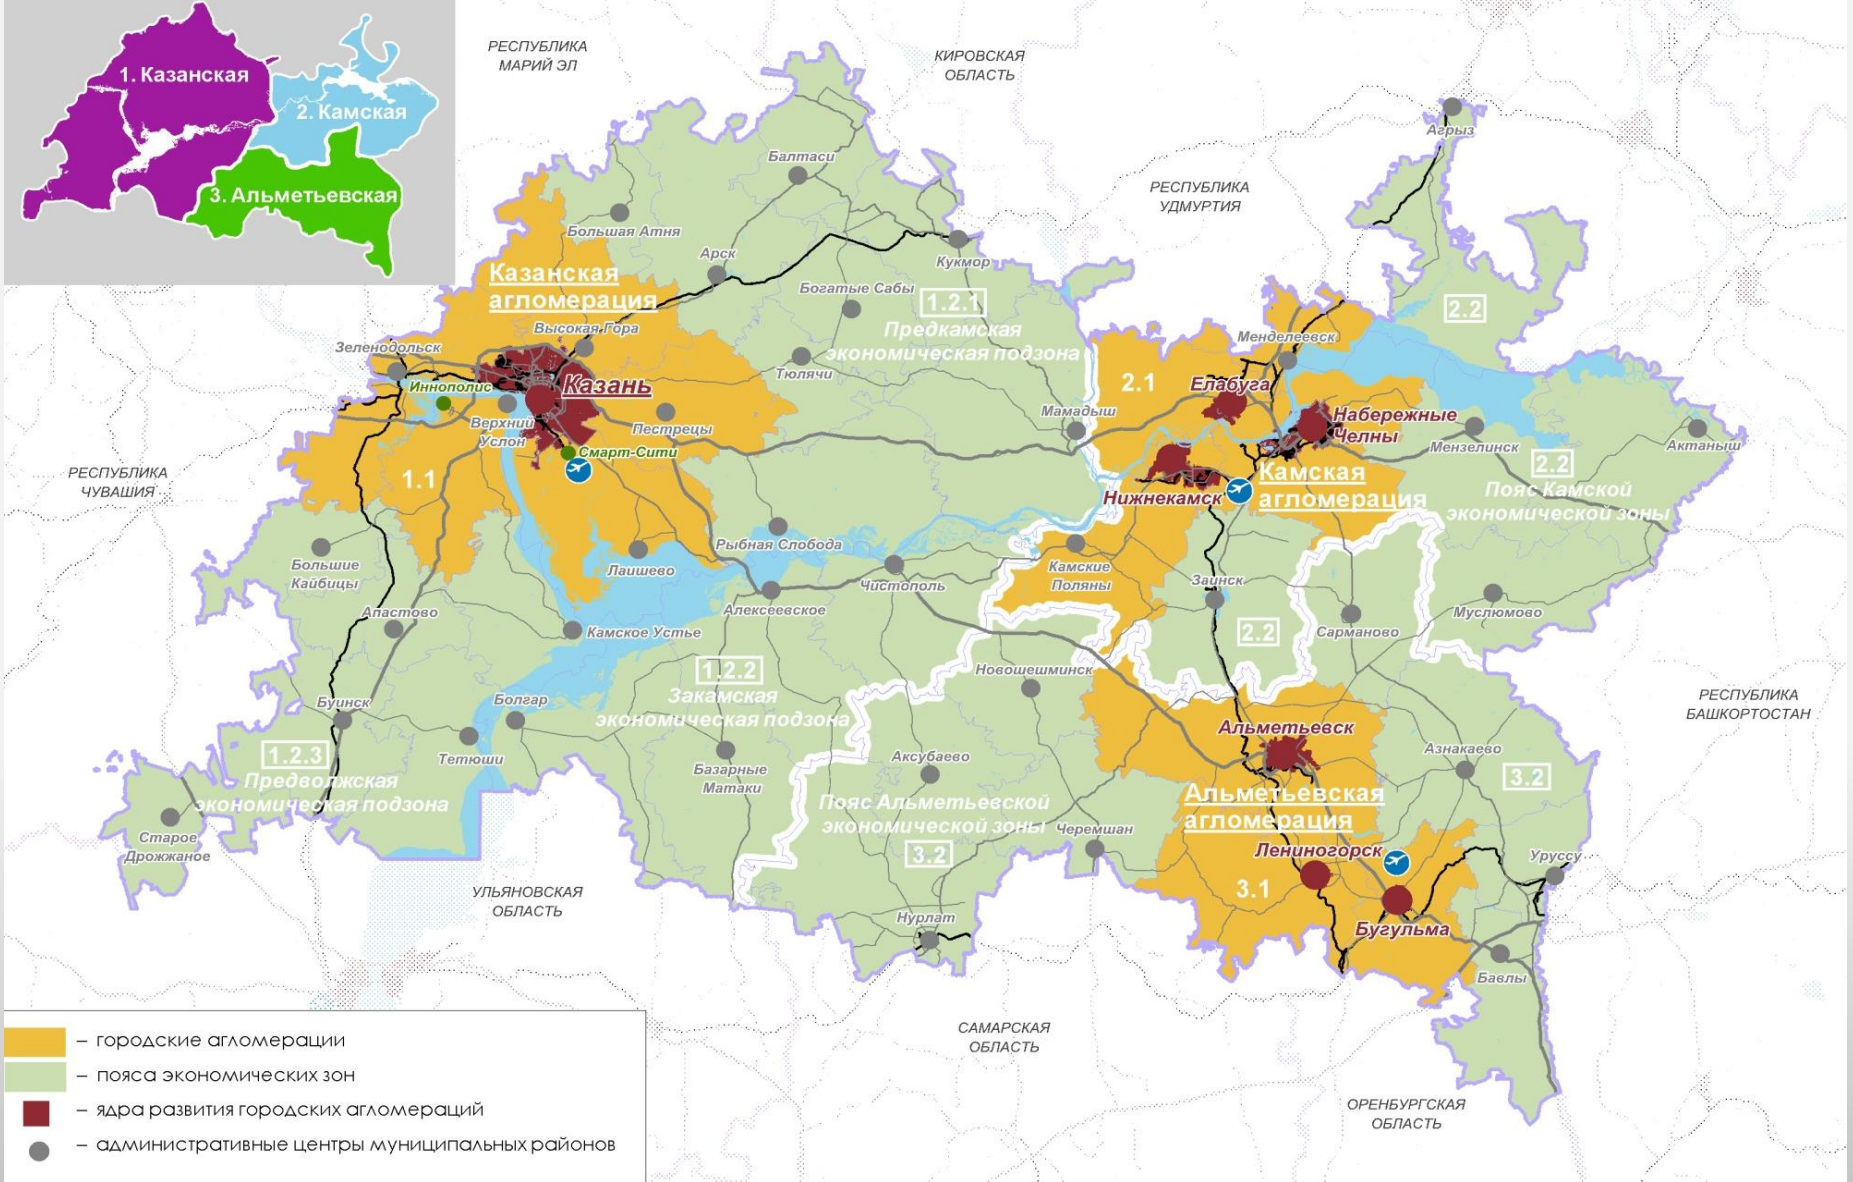 1. Казанская
2. Камская
3. Альметьевская
РЕСПУБЛИКА
МАРИЙ ЭЛ
КИРОВСКАЯ
ОБЛАСТЬ
РЕСПУБЛИКА
УДМУРТИЯ
РЕСПУБЛИКА
ЧУВАШИЯ
УЛЬЯНОВСКАЯ
ОБЛАСТЬ
САМАРСКАЯ
ОБЛАСТЬ
ОРЕНБУРГСКАЯ
ОБЛАСТЬ
РЕСПУБЛИКА
БАШКОРТОСТАН
Агрыз
Балтаси
Большая Атня
Арск
Кукмор
Казанская
агломерация
Богатые Сабы
1.2.1
Предкамская
экономическая подзона
Высокая Гора
Зеленодольск
Иннополис
Казань
Тюлячи
Верхний
Услон
Пестрецы
Смарт-Сити
1.1
Мамадыш
2.1
Менделеевск
Елабуга
Набережные
Челны
2.2
Мензелинск
Актаныш
2.2
Пояс Камской
экономической зоны
Камская
агломерация
Нижнекамск
Большие
Кайбицы
Лаишево
Рыбная Слобода
Чистополь
Камские
Поляны
Заинск
Апастово
Алексеевское
Камское Устье
2.2
Сарманово
Муслюмово
1.2.2
Закамская
экономическая подзона
Новошешминск
Буинск
Болгар
Тетюши
1.2.3
Предволжская
экономическая подзона
Базарные
Матаки
Аксубаево
Альметьевск
Азнакаево
3.2
Старое
Дрожжаное
Пояс Альметьевской
экономической зоны
3.2
Черемшан
Альметьевская
агломерация
Лениногорск
3.1
Уруссу
Нурлат
Бугульма
Бавлы
– городские агломерации
– пояса экономических зон
– ядра развития городских агломераций
– административные центры муниципальных районов